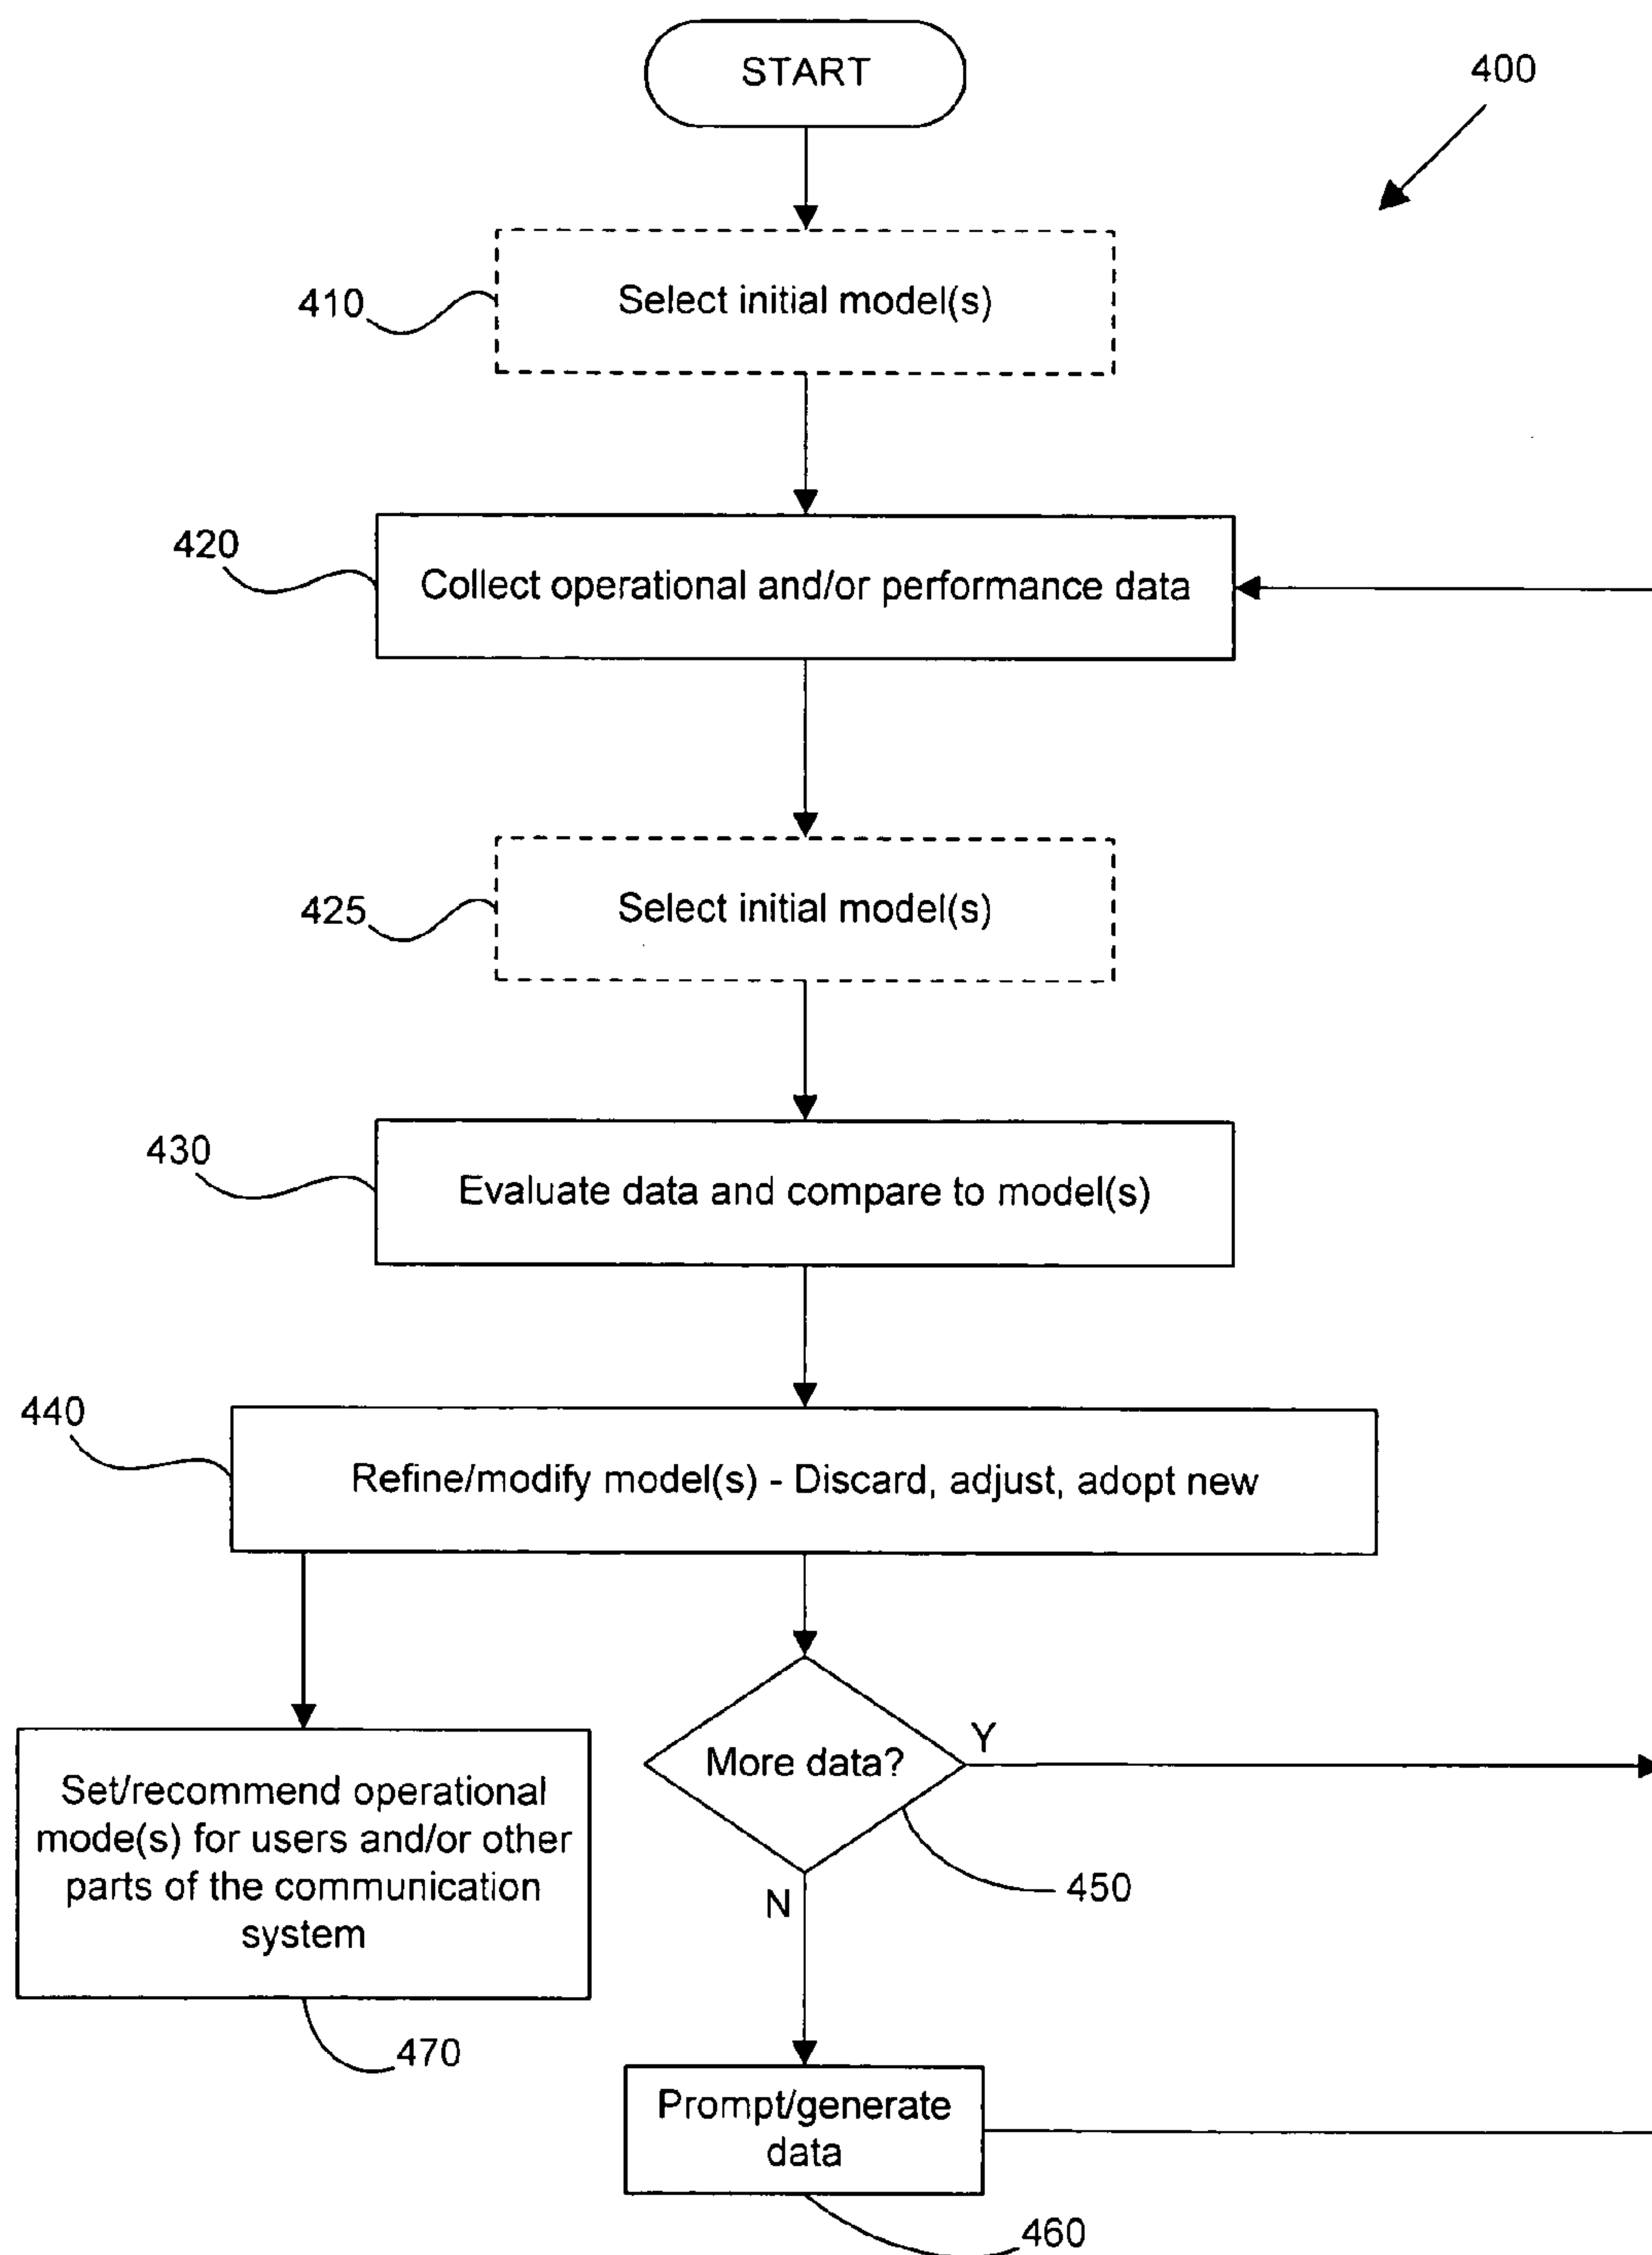 START
400
410
Select initial model(s)
420
Collect operational and/or performance data
425
Select initial model(s)
430
Evaluate data and compare to model(s)
440
Refine/modify model(s) - Discard, adjust, adopt new
Set/recommend operational
mode(s) for users and/or other
parts of the communication
system
470
More data?
Y
450
N
Prompt/generate
data
460